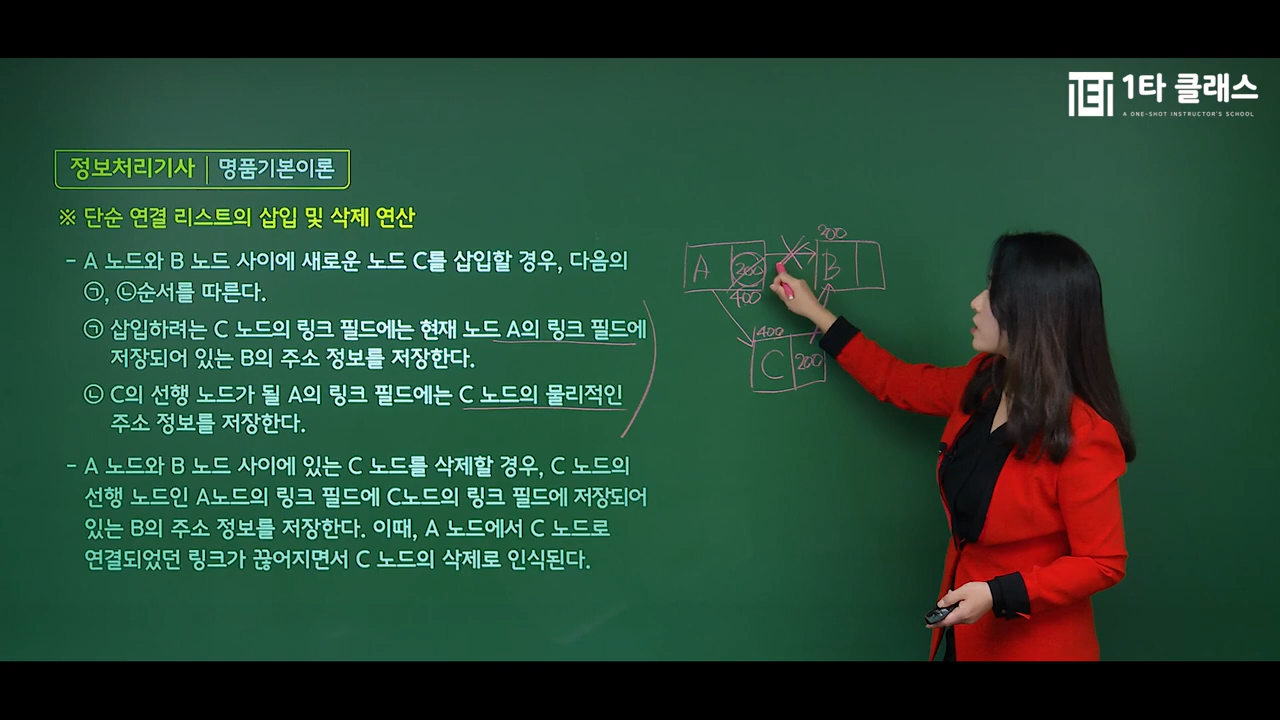 1타 클래스
A ONE-SHOT INSTRUCTOR'S SCHOOL
정보처리기사 | 명품기본이론
※ 단순 연결 리스트의 삽입 및 삭제 연산
- A 노드와 B 노드 사이에 새로운 노드 C를 삽입할 경우, 다음의
㉠, ㉡순서를 따른다.
㉠ 삽입하려는 C 노드의 링크 필드에는 현재 노드 A의 링크 필드에
저장되어 있는 B의 주소 정보를 저장한다.
㉡ C의 선행 노드가 될 A의 링크 필드에는 C 노드의 물리적인
주소 정보를 저장한다.
- A 노드와 B 노드 사이에 있는 C 노드를 삭제할 경우, C 노드의
선행 노드인 A노드의 링크 필드에 C노드의 링크 필드에 저장되어
있는 B의 주소 정보를 저장한다. 이때, A 노드에서 C 노드로
연결되었던 링크가 끊어지면서 C 노드의 삭제로 인식된다.
200
A 200 B
400
400
C 200